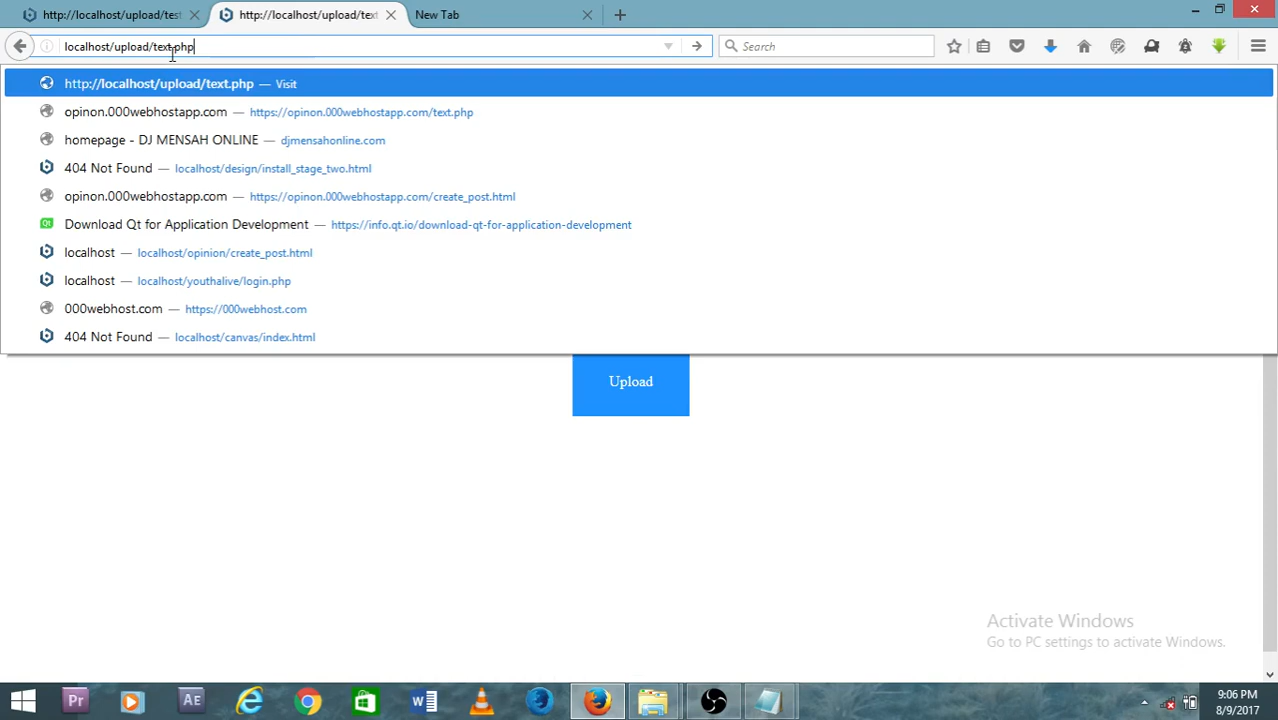 http://localhost/upload/test
http://localhost/upload/text
New Tab
localhost/upload/text.php
Search
http://localhost/upload/text.php — Visit
opinon.000webhostapp.com — https://opinon.000webhostapp.com/text.php
homepage - DJ MENSAH ONLINE — djmensahonline.com
404 Not Found — localhost/design/install_stage_two.html
opinon.000webhostapp.com — https://opinon.000webhostapp.com/create_post.html
Qt Download Qt for Application Development — https://info.qt.io/download-qt-for-application-development
localhost — localhost/opinion/create_post.html
localhost — localhost/youthalive/login.php
000webhost.com — https://000webhost.com
404 Not Found — localhost/canvas/index.html
Upload
Activate Windows
Go to PC settings to activate Windows.
Pr
AE
9:06 PM
8/9/2017